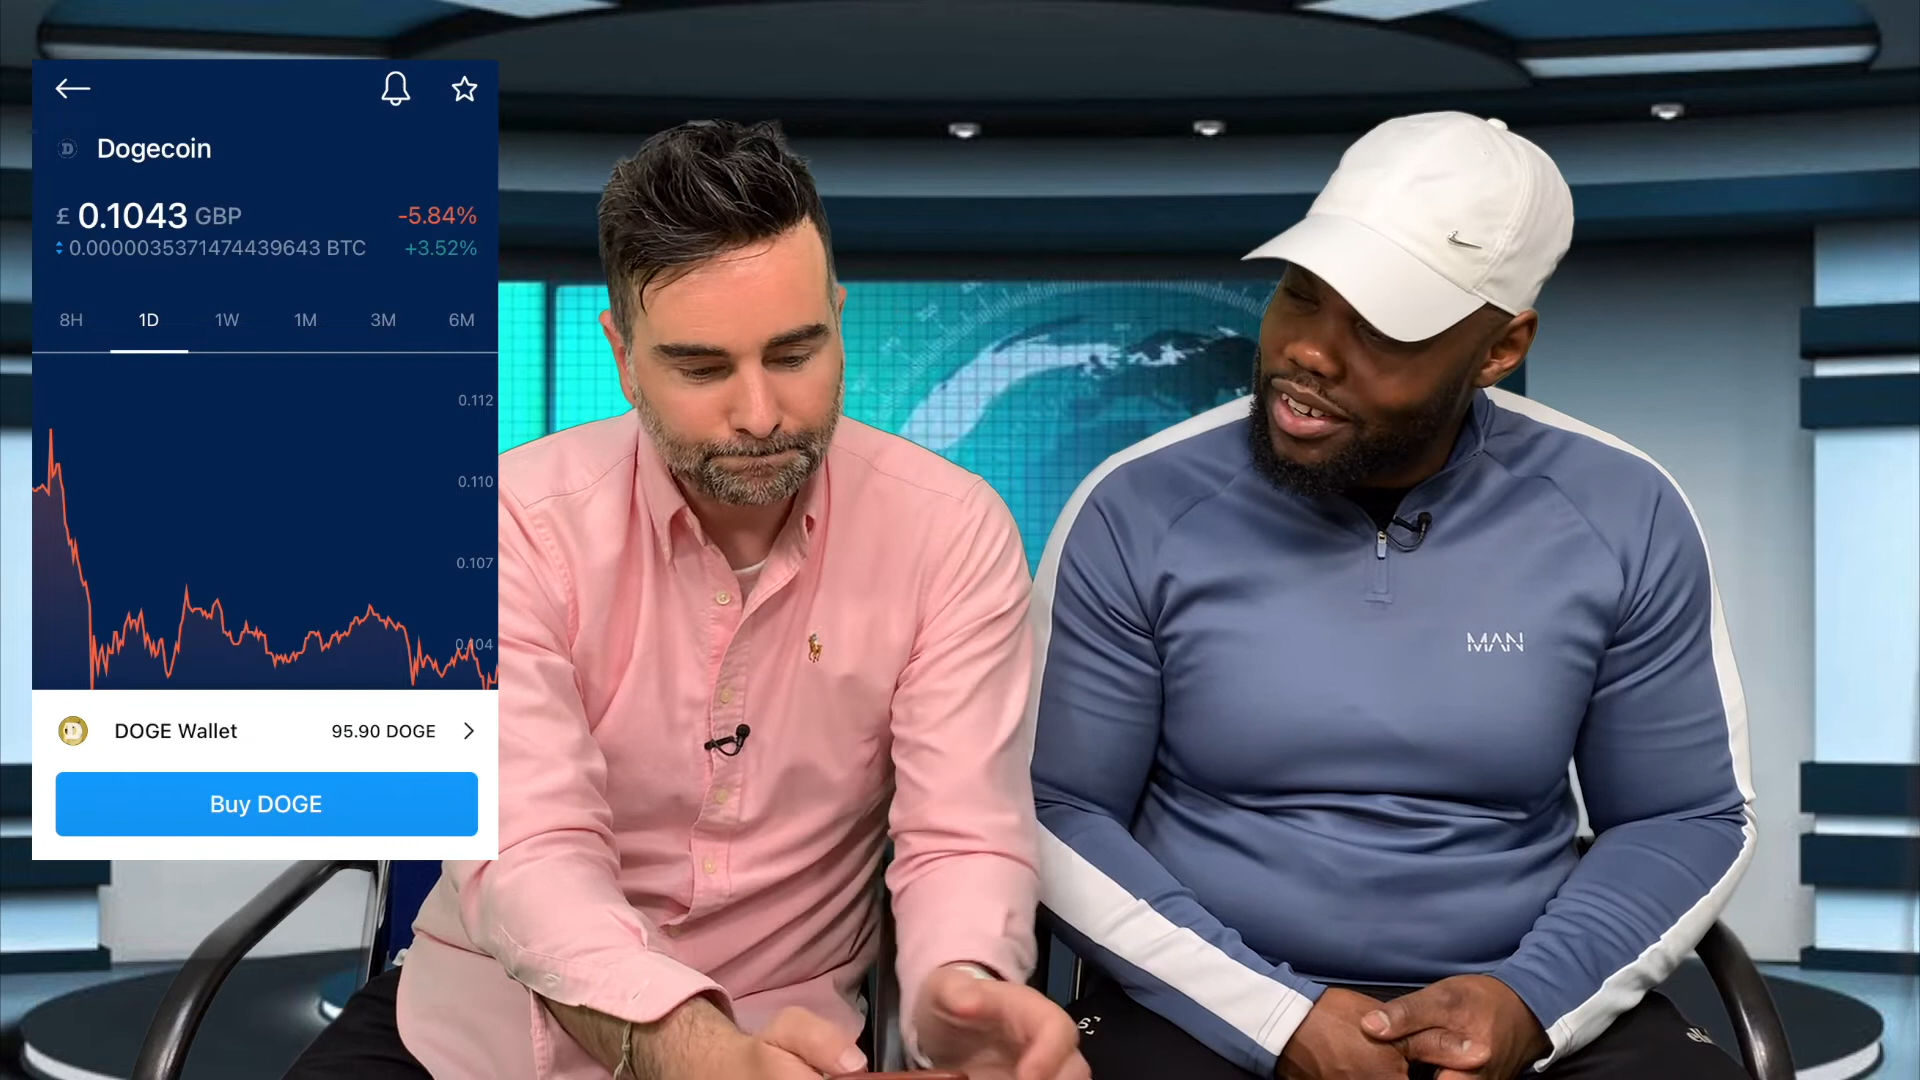 Dogecoin
£ 0.1043 GBP -5.84%
0.0000035371474439643 BTC +3.52%
8H 1D 1W 1M 3M 6M
0.112
0.110
0.107
0.104
DOGE Wallet 95.90 DOGE
Buy DOGE
MAN